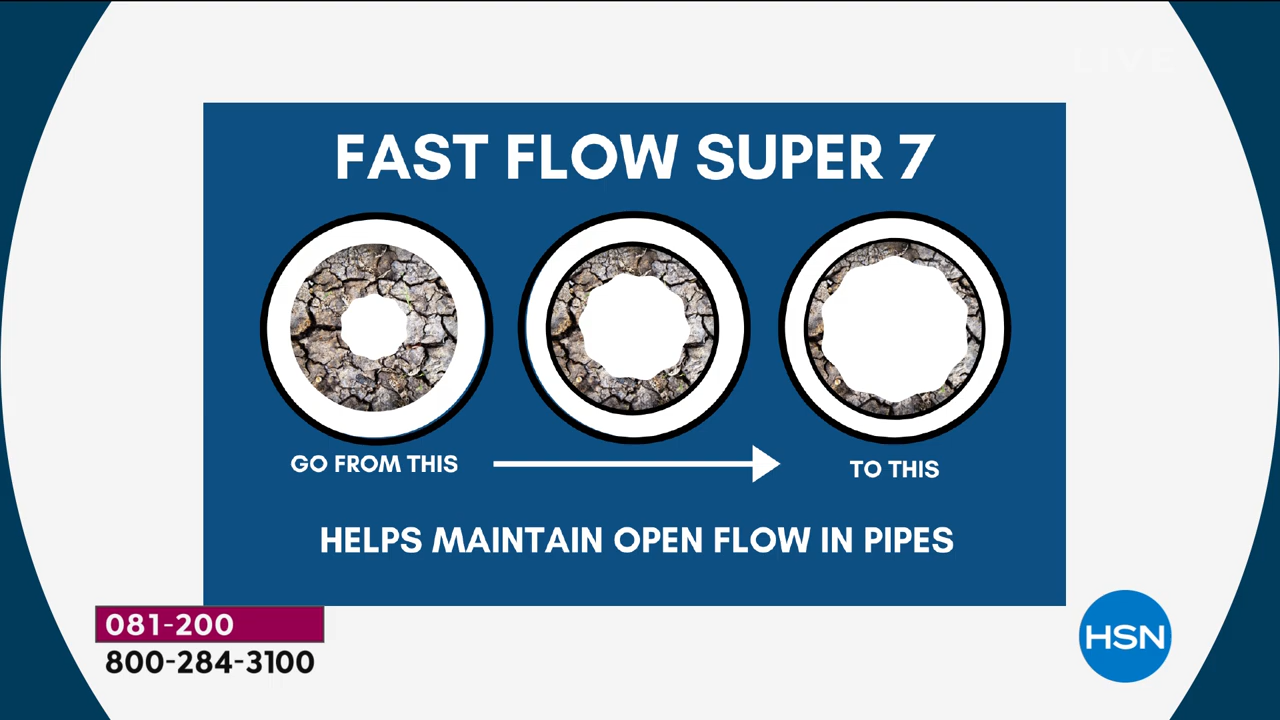 LIVE
FAST FLOW SUPER 7
GO FROM THIS
TO THIS
HELPS MAINTAIN OPEN FLOW IN PIPES
081-200
800-284-3100
HSN